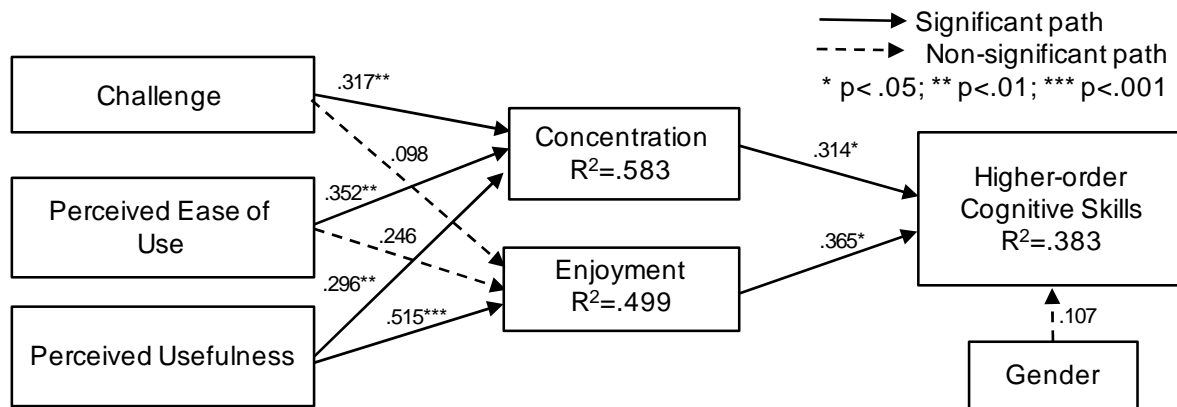 Significant path
Non-significant path
* p< .05; ** p<.01; *** p<.001
Challenge
Perceived Ease of
Use
Perceived Usefulness
.317**
.098
.352**
.246
.296**
.515***
Concentration
R²=.583
Enjoyment
R²=.499
.314*
.365*
Higher-order
Cognitive Skills
R²=.383
.107
Gender